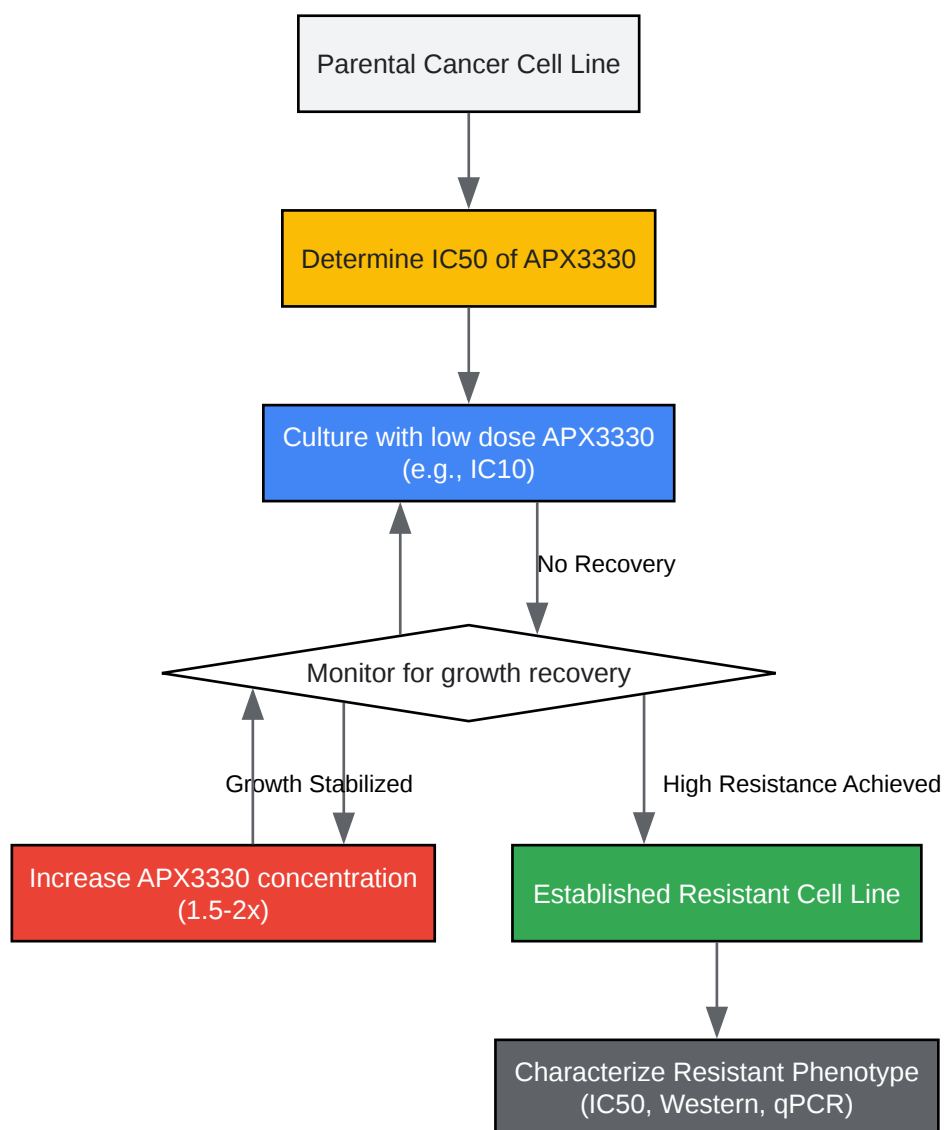 Parental Cancer Cell Line
Determine IC50 of APX3330
Culture with low dose APX3330
(e.g., IC10)
No Recovery
Monitor for growth recovery
Growth Stabilized
High Resistance Achieved
Increase APX3330 concentration
(1.5-2x)
Established Resistant Cell Line
Characterize Resistant Phenotype
(IC50, Western, qPCR)